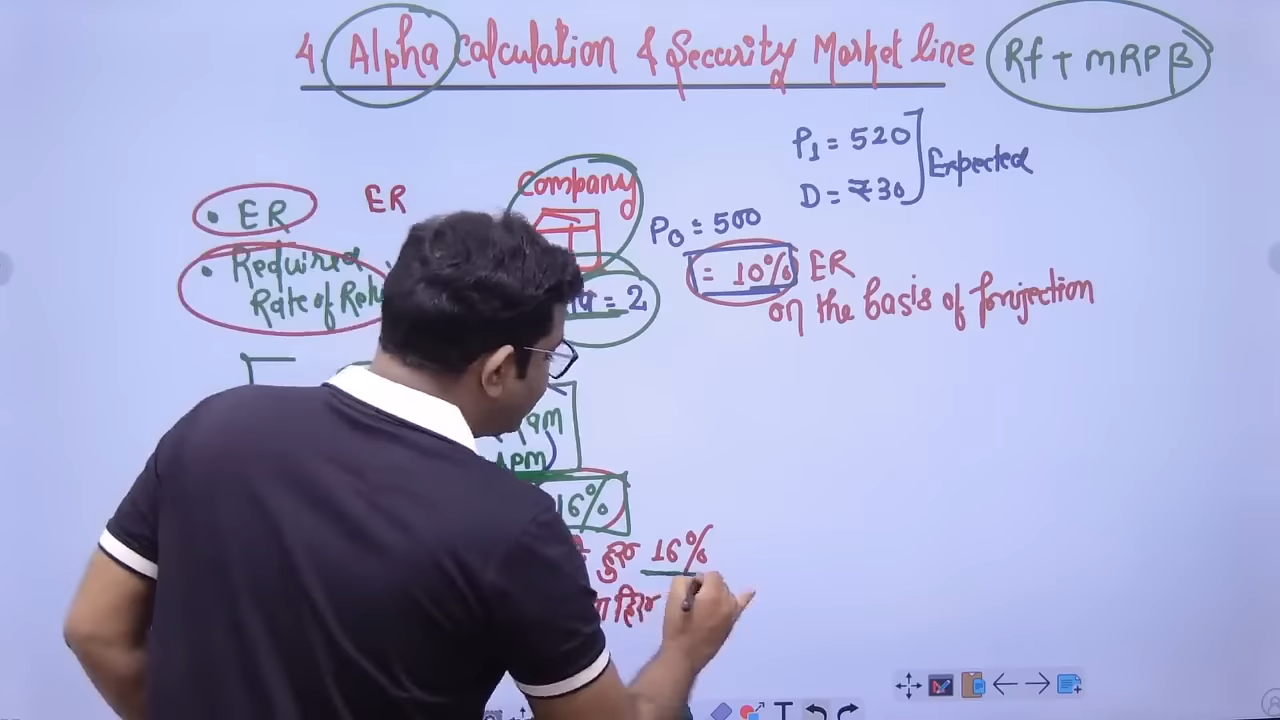 4. Alpha Calculation & Security Market line
Rf + MRP β
P₁ = 520
D = ₹30
Expected
• ER
ER
Company
P₀ = 500
= 10% ER
on the basis of Projection
• Required
Rate of
= 2
16%
हुए 16%